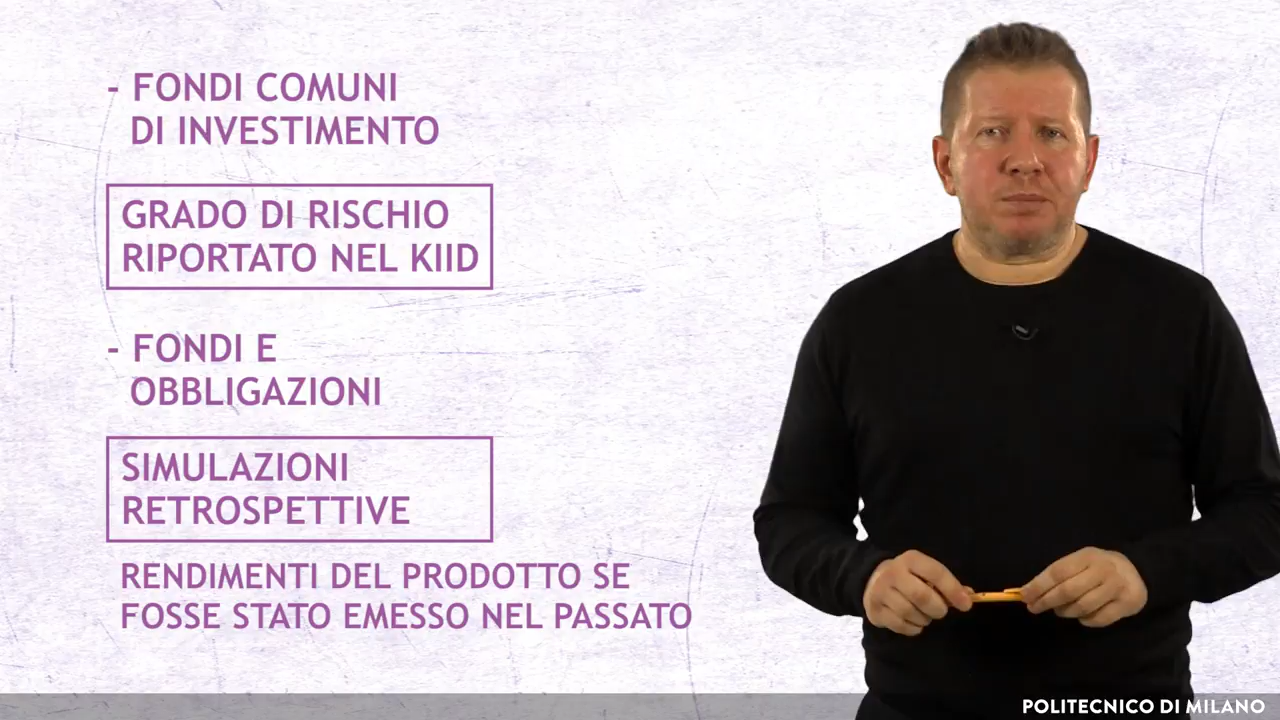 - FONDI COMUNI
DI INVESTIMENTO
GRADO DI RISCHIO
RIPORTATO NEL KIID
- FONDI E
OBBLIGAZIONI
SIMULAZIONI
RETROSPETTIVE
RENDIMENTI DEL PRODOTTO SE
FOSSE STATO EMESSO NEL PASSATO
POLITECNICO DI MILANO